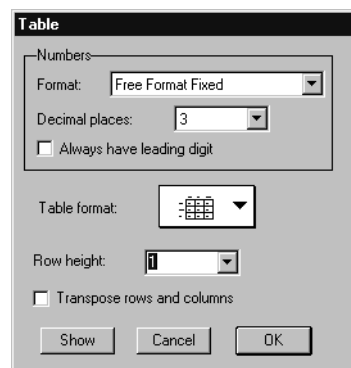 Table
Numbers
Format: Free Format Fixed
Decimal places: 3
Always have leading digit
Table format:
Row height: 1
Transpose rows and columns
Show Cancel OK